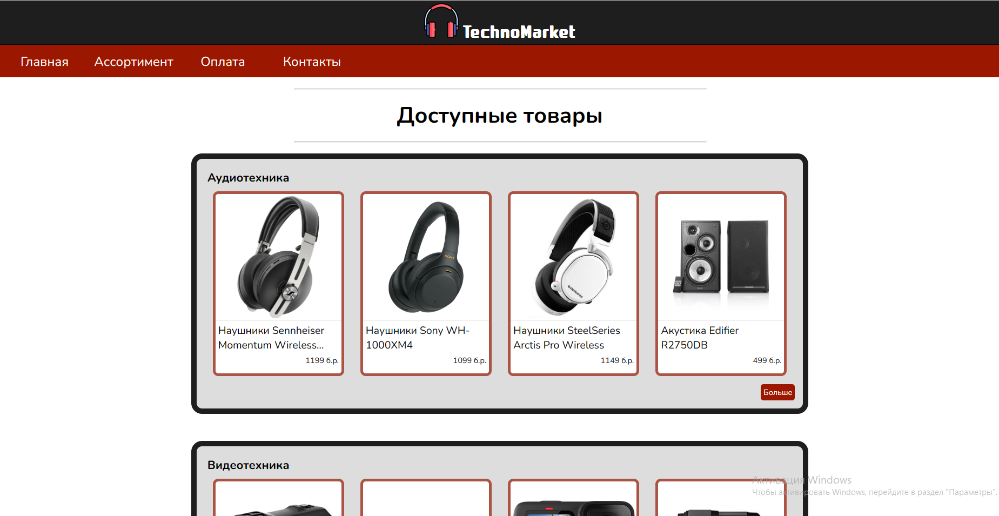 TechnoMarket
Главная Ассортимент Оплата Контакты
Доступные товары
Аудиотехника
SONY
steelseries
Наушники Sennheiser
Momentum Wireless...
1199 б.р.
Наушники Sony WH-
1000XM4
1099 б.р.
Наушники SteelSeries
Arctis Pro Wireless
1149 б.р.
Акустика Edifier
R2750DB
499 б.р.
Больше
Видеотехника
Активация Windows
Чтобы активировать Windows, перейдите в раздел "Параметры".